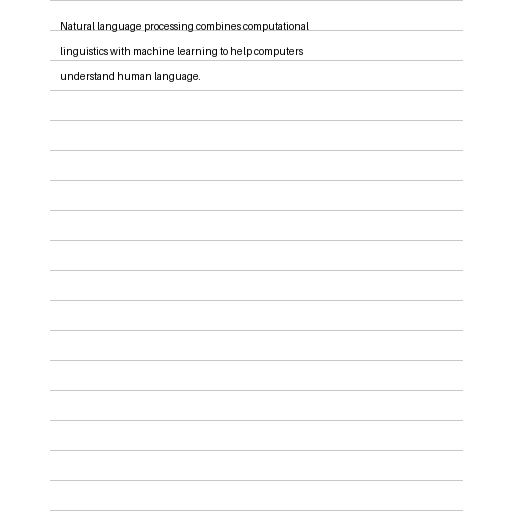 Natural language processing combines computational
linguistics with machine learning to help computers
understand human language.